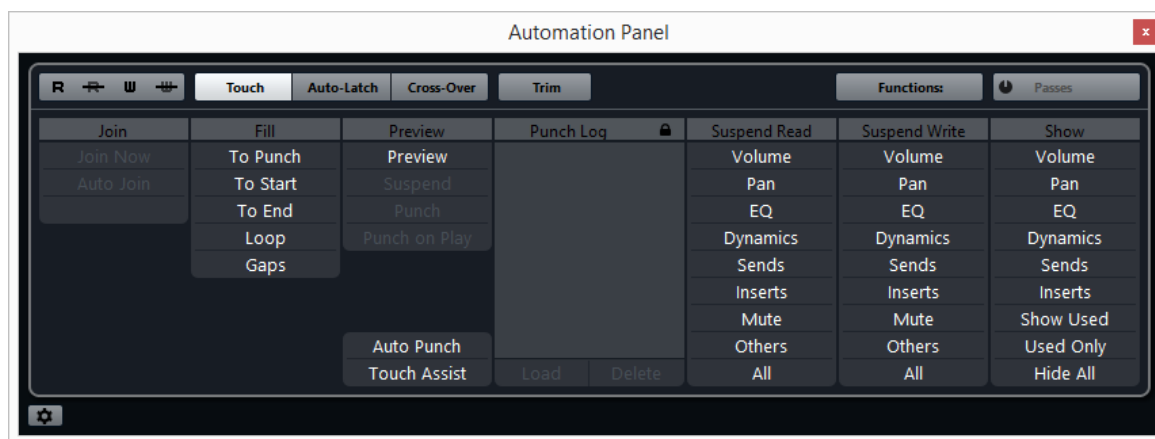 Automation Panel
x
R R W W Touch Auto-Latch Cross-Over Trim Functions: Passes
Join Fill Preview Punch Log Suspend Read Suspend Write Show
Join Now To Punch Preview Volume Volume Volume
Auto Join To Start Suspend Pan Pan Pan
To End Punch EQ EQ EQ
Loop Punch on Play Dynamics Dynamics Dynamics
Gaps Sends Sends Sends
Inserts Inserts Inserts
Mute Mute Show Used
Auto Punch Others Others Used Only
Touch Assist Load Delete All All Hide All